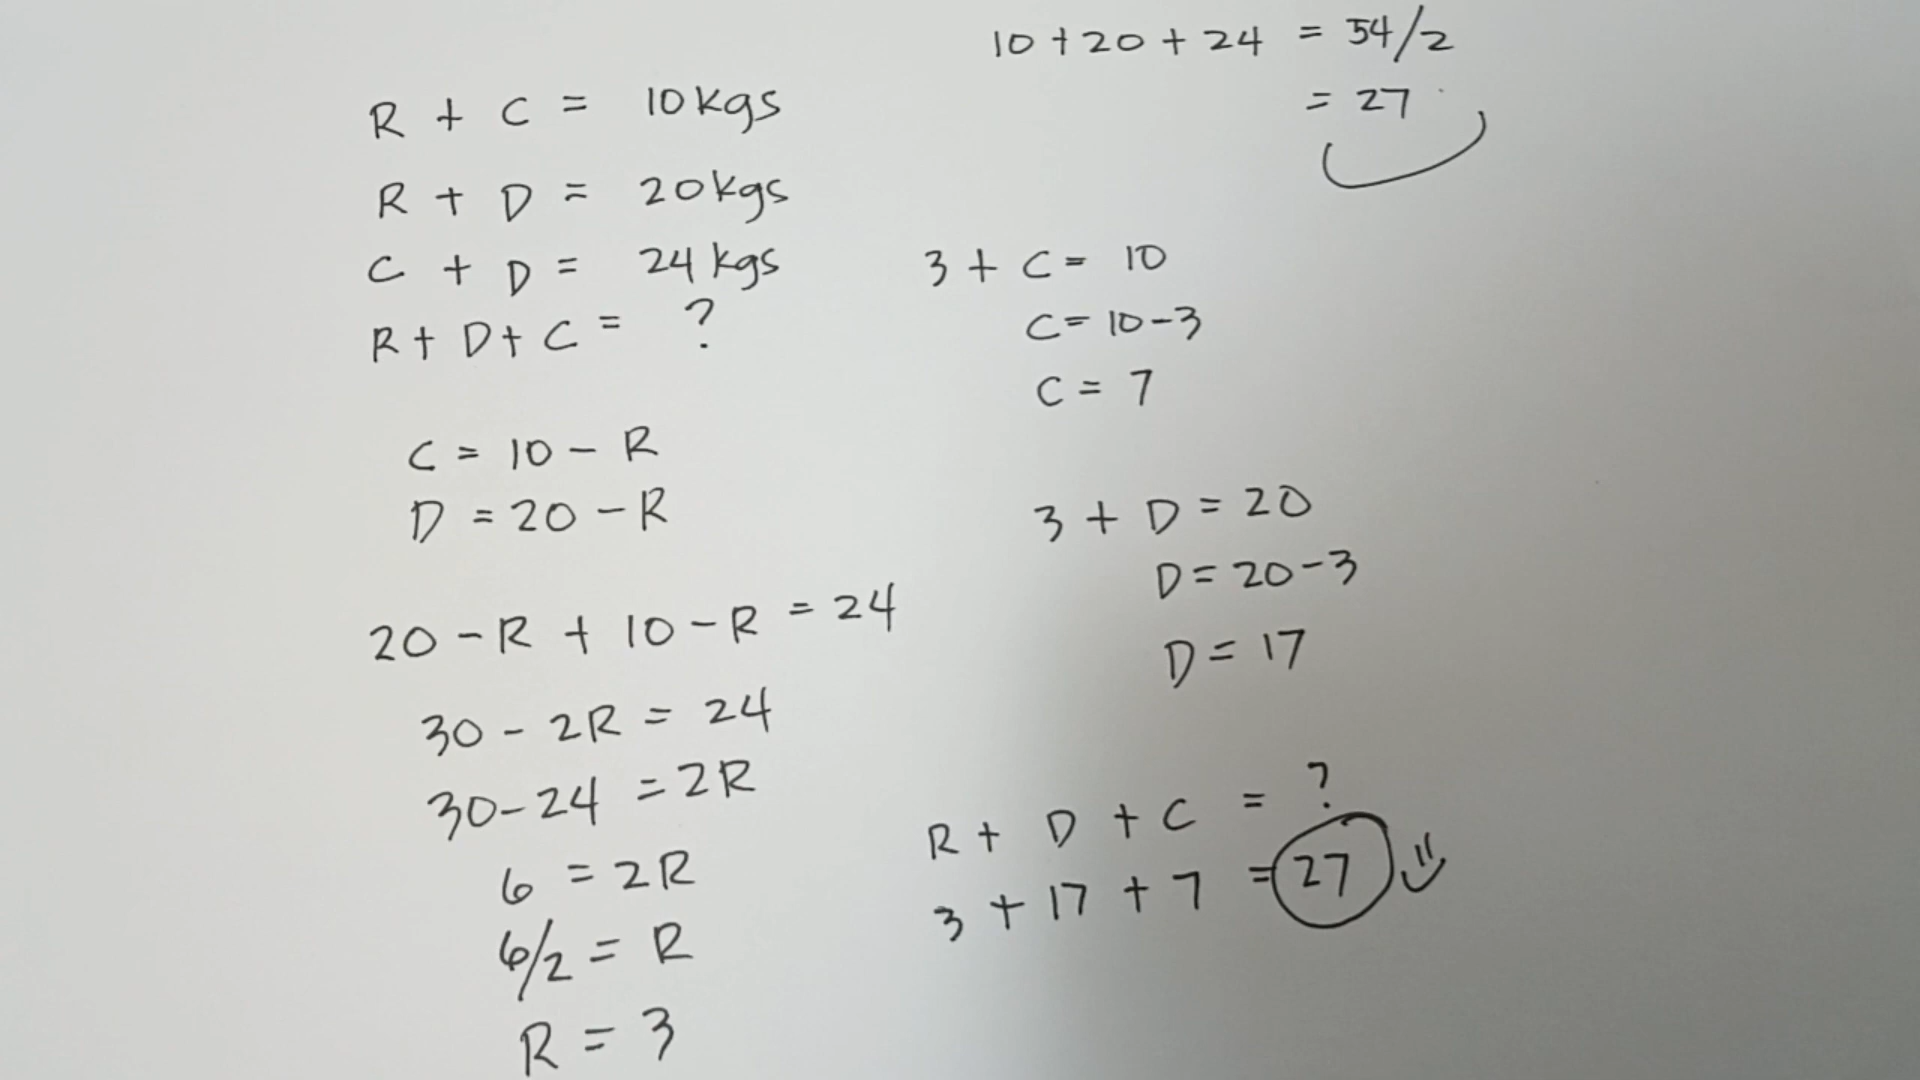 R + C = 10kgs
R + D = 20kgs
C + D = 24kgs
R + D + C = ?
C = 10 - R
D = 20 - R
20 - R + 10 - R = 24
30 - 2R = 24
30 - 24 = 2R
6 = 2R
6/2 = R
R = 3
10 + 20 + 24 = 54/2
= 27
3 + C = 10
C = 10 - 3
C = 7
3 + D = 20
D = 20 - 3
D = 17
R + D + C = ?
3 + 17 + 7 = 27